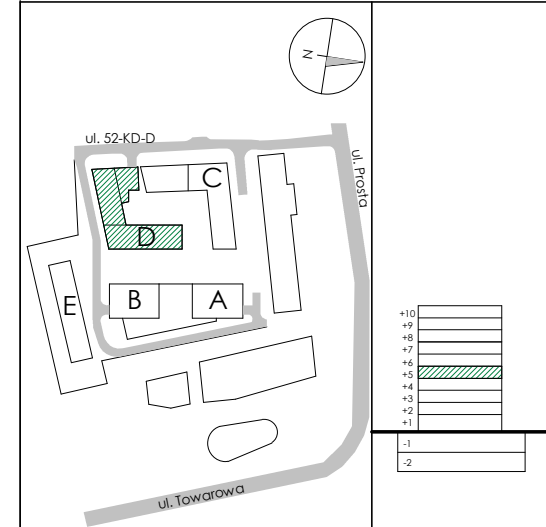 N
ul. 52-KD-D
ul. Prosta
C
D
E
B
A
ul. Towarowa
+10
+9
+8
+7
+6
+5
+4
+3
+2
+1
-1
-2